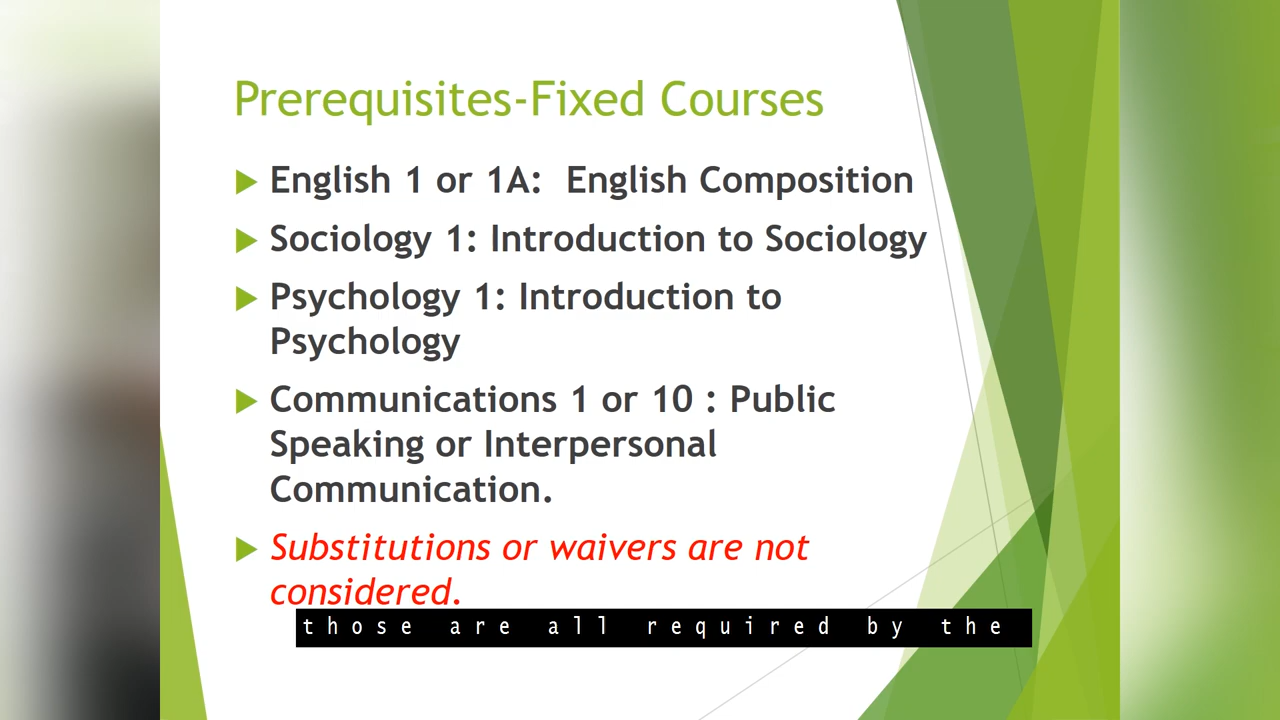 Prerequisites-Fixed Courses
English 1 or 1A:  English Composition
Sociology 1: Introduction to Sociology
Psychology 1: Introduction to
Psychology
Communications 1 or 10 : Public
Speaking or Interpersonal
Communication.
Substitutions or waivers are not
considered.
those are all required by the